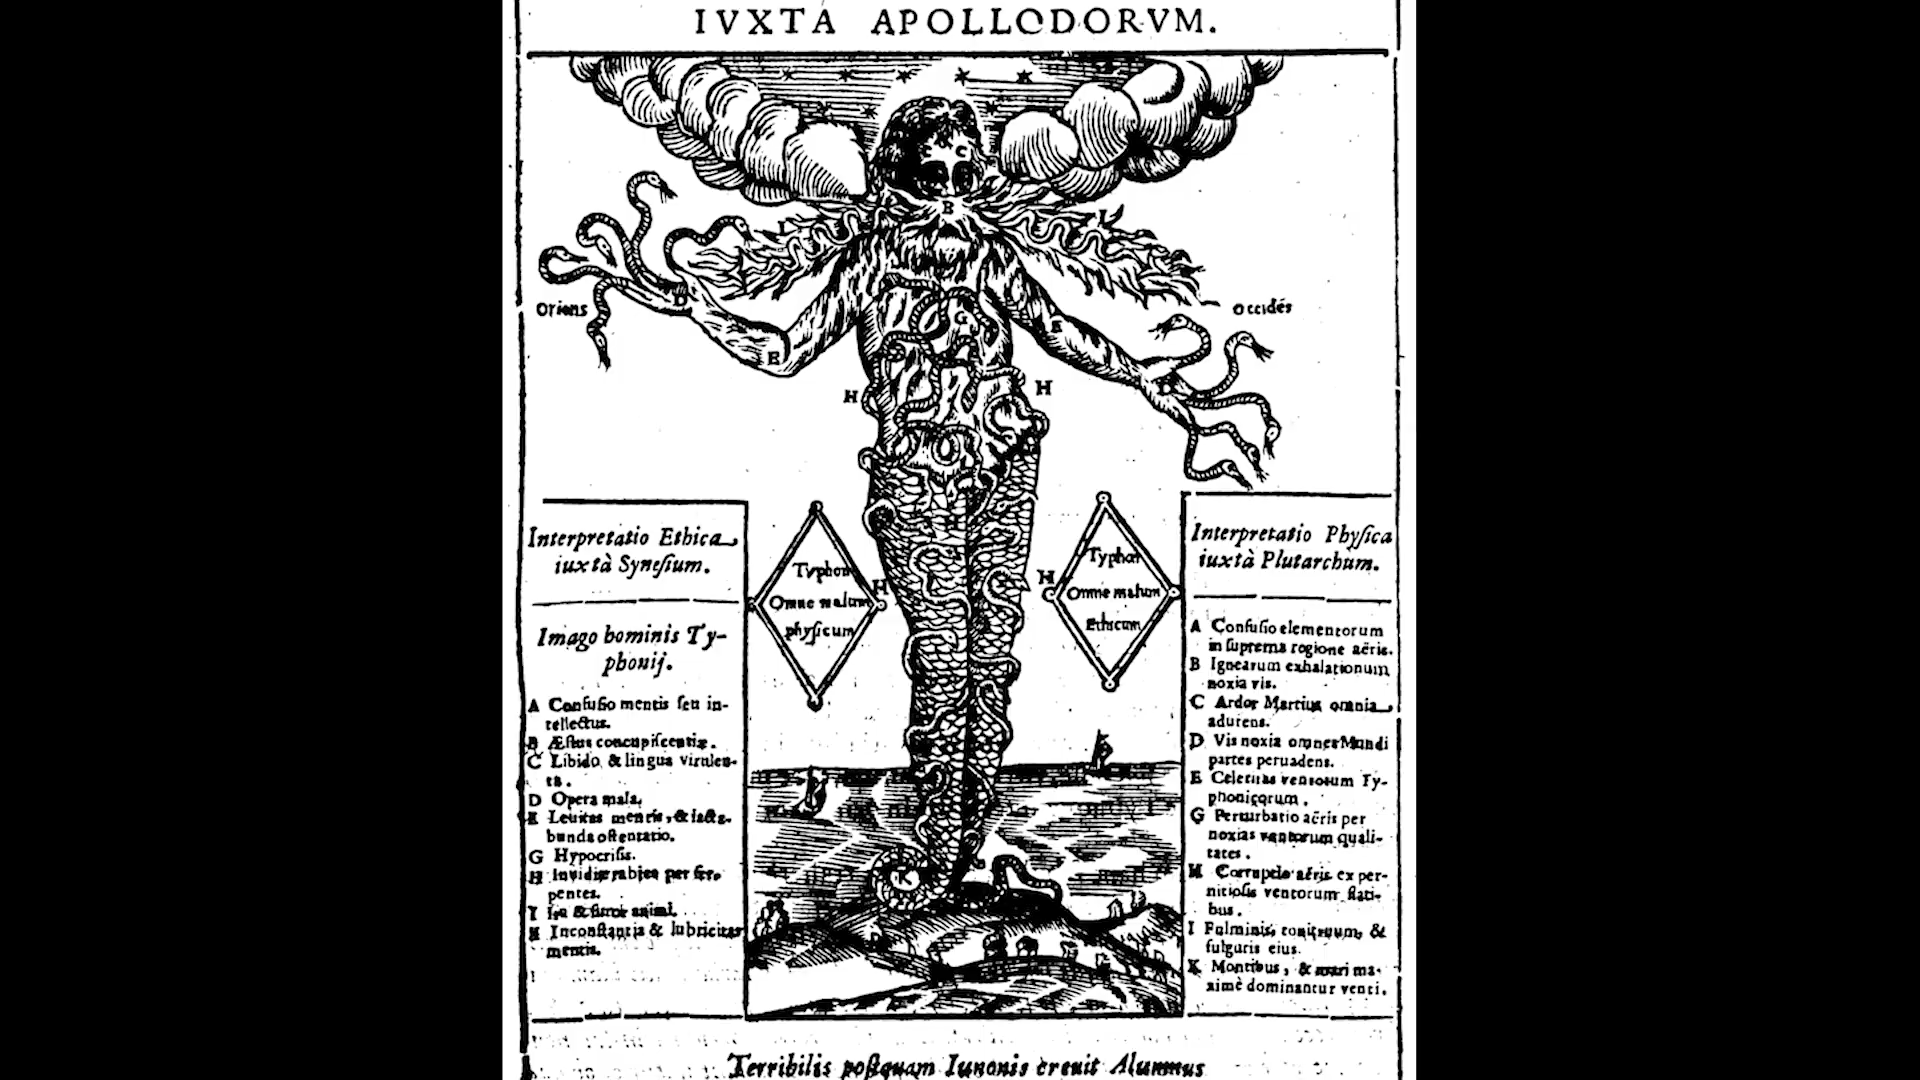 IVXTA APOLLODORVM.
Oriens
Occidēs
Interpretatio Ethica
iuxtà Synesium.
Imago hominis Ty-
phonij.
A Confusio mentis seu in-
tellectus.
B Æstus concupiscentiæ.
C Libido, & lingua virulen-
ta.
D Opera mala.
E Leuitas mentis, & iacta-
bunda ostentatio.
G Hypocrisis.
H Inuidiæ rabies per ser-
pentes.
I Ira & furor animi.
K Inconstantia & lubricitas
mentis.
Typhon
Omne malum
physicum
Typhon
Omne malum
Ethicum
Interpretatio Physica
iuxtà Plutarchum.
A Confusio elementorum
in suprema regione aëris.
B Ignearum exhalationum
noxia vis.
C Ardor Martius omnia
adurens.
D Vis noxia omnes Mundi
partes peruadens.
E Celeritas ventorum Ty-
phonicorum.
G Perturbatio aëris per
noxias ventorum quali-
tates.
H Corruptio aëris ex per-
nitiosis ventorum flati-
bus.
I Fulminis, tonitruum, &
fulguris eius.
K Montibus, & mari ma-
ximè dominantur venti.
A
C
B
I
I
D
E
E
D
G
H
H
H
H
K
Terribilis postquam Iunonis creuit Alumnus